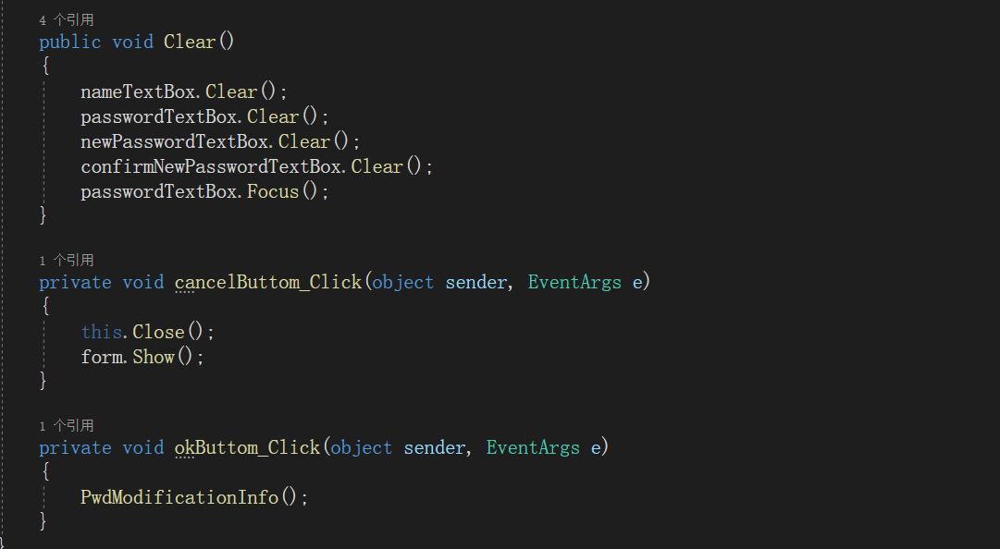 4 个引用
public void Clear()
{
nameTextBox.Clear();
passwordTextBox.Clear();
newPasswordTextBox.Clear();
confirmNewPasswordTextBox.Clear();
passwordTextBox.Focus();
}
1 个引用
private void cancelButtom_Click(object sender, EventArgs e)
{
this.Close();
form.Show();
}
1 个引用
private void okButtom_Click(object sender, EventArgs e)
{
PwdModificationInfo();
}
}